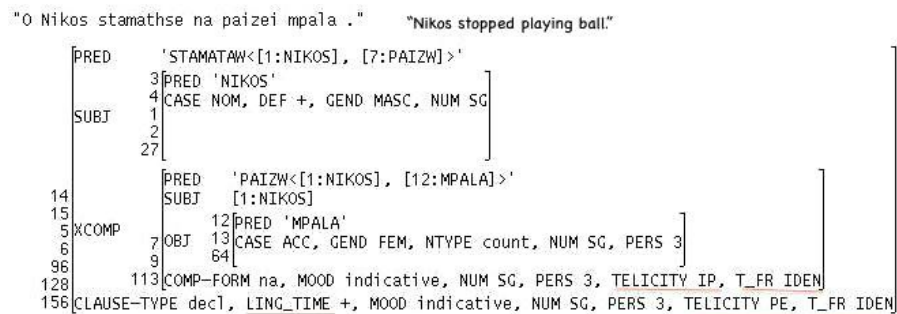 "O Nikos stamathse na paizei mpala ." "Nikos stopped playing ball."
PRED 'STAMATAW<[1:NIKOS], [7:PAIZW]>'
3 PRED 'NIKOS'
4 CASE NOM, DEF +, GEND MASC, NUM SG
SUBJ 1
2
27
PRED 'PAIZW<[1:NIKOS], [12:MPALA]>'
14 SUBJ [1:NIKOS]
15 12 PRED 'MPALA'
5 XCOMP 7 OBJ 13 CASE ACC, GEND FEM, NTYPE count, NUM SG, PERS 3
6 9 64
96
128 113 COMP-FORM na, MOOD indicative, NUM SG, PERS 3, TELICITY IP, T_FR IDEN
156 CLAUSE-TYPE decl, LING_TIME +, MOOD indicative, NUM SG, PERS 3, TELICITY PE, T_FR IDEN